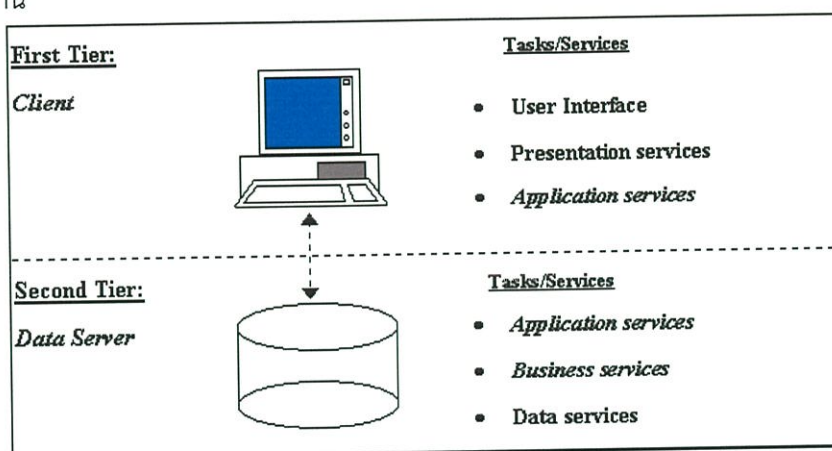 First Tier:
Tasks/Services
Client
• User Interface
• Presentation services
• Application services
Second Tier:
Tasks/Services
Data Server
• Application services
• Business services
• Data services